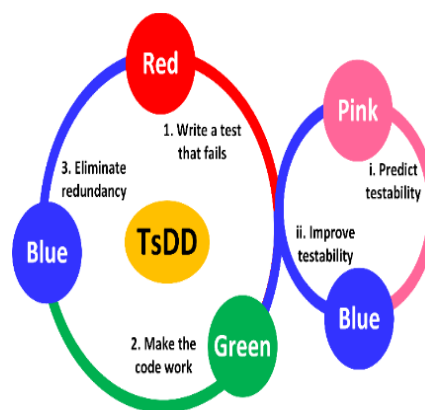 Red
1. Write a test
that fails
3. Eliminate
redundancy
Blue
TsDD
2. Make the
code work
Green
Pink
i. Predict
testability
ii. Improve
testability
Blue